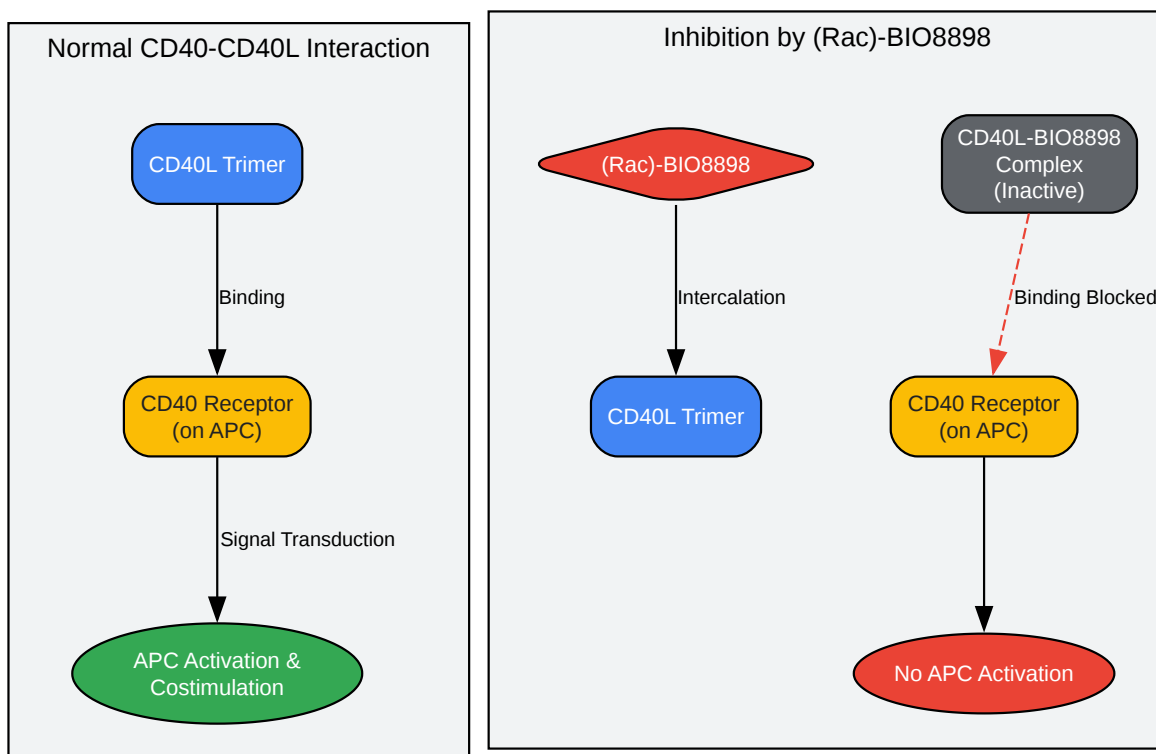 Normal CD40-CD40L Interaction
CD40L Trimer
Binding
CD40 Receptor
(on APC)
Signal Transduction
APC Activation &
Costimulation
Inhibition by (Rac)-BIO8898
(Rac)-BIO8898
Intercalation
CD40L Trimer
CD40L-BIO8898
Complex
(Inactive)
Binding Blocked
CD40 Receptor
(on APC)
No APC Activation